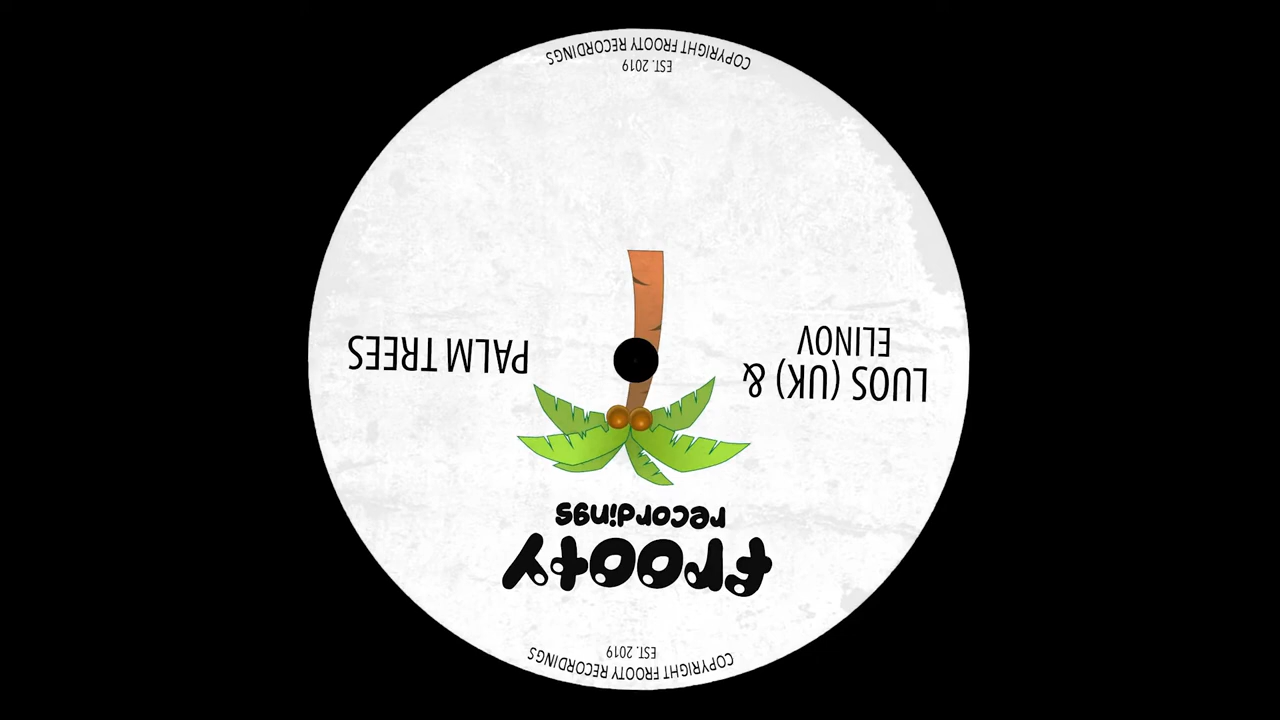 COPYRIGHT FROOTY RECORDINGS
EST. 2019
frooty
recordings
LUOS (UK) &
ELINOV
PALM TREES
EST. 2019
COPYRIGHT FROOTY RECORDINGS